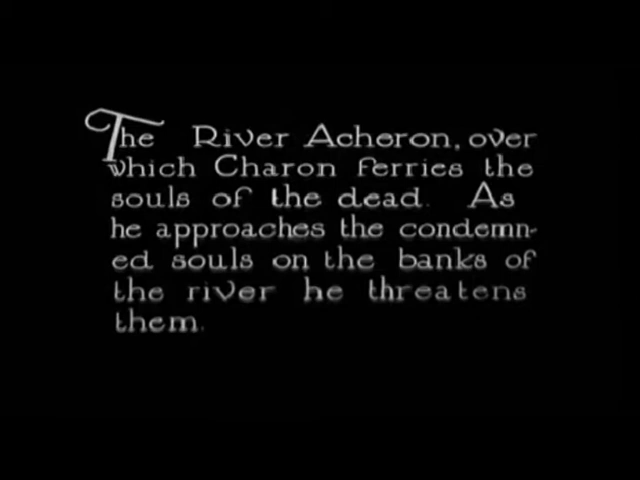 The River Acheron, over
which Charon ferries the
souls of the dead. As
he approaches the condemn-
ed souls on the banks of
the river he threatens
them.